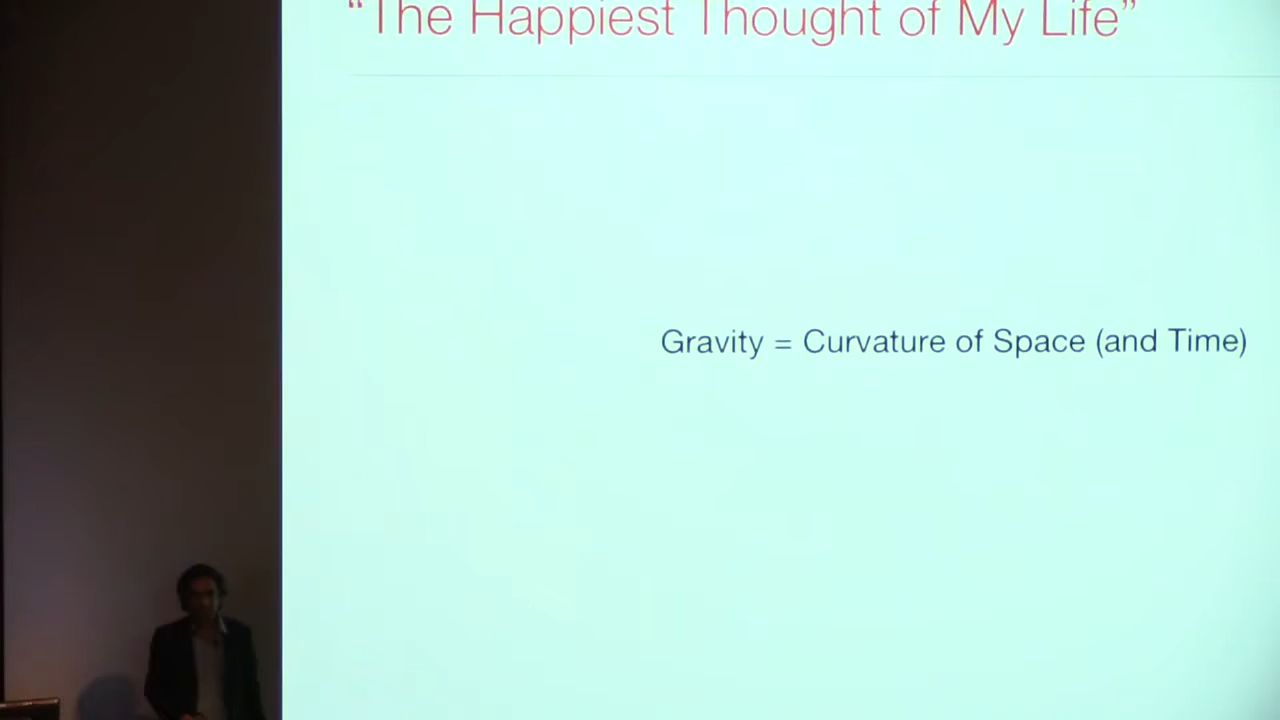 “The Happiest Thought of My Life”
Gravity = Curvature of Space (and Time)